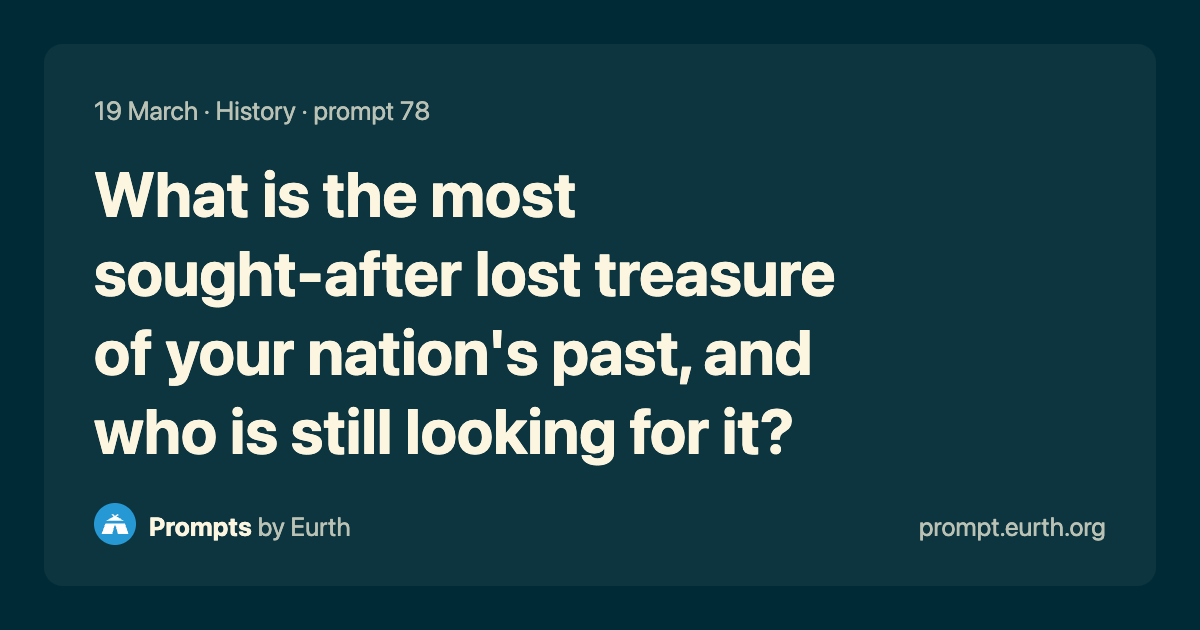 19 March · History · prompt 78
What is the most
sought-after lost treasure
of your nation's past, and
who is still looking for it?
Prompts by Eurth
prompt.eurth.org